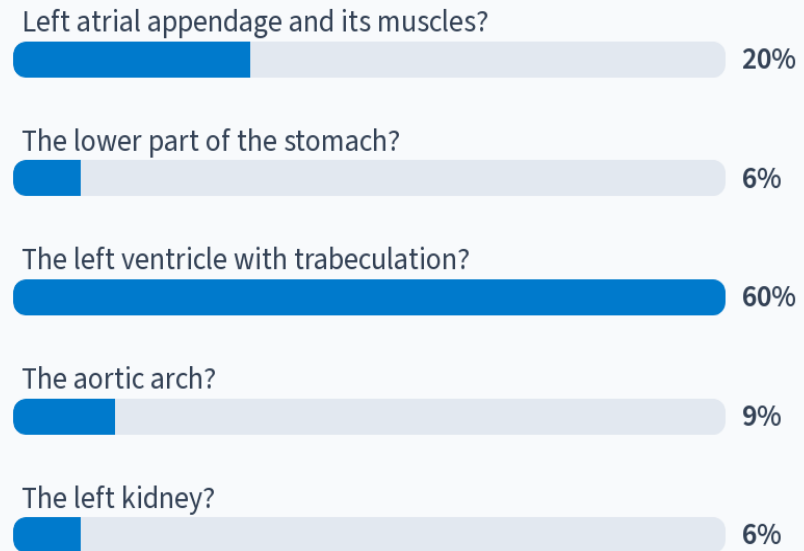 Left atrial appendage and its muscles?
20%
The lower part of the stomach?
6%
The left ventricle with trabeculation?
60%
The aortic arch?
9%
The left kidney?
6%